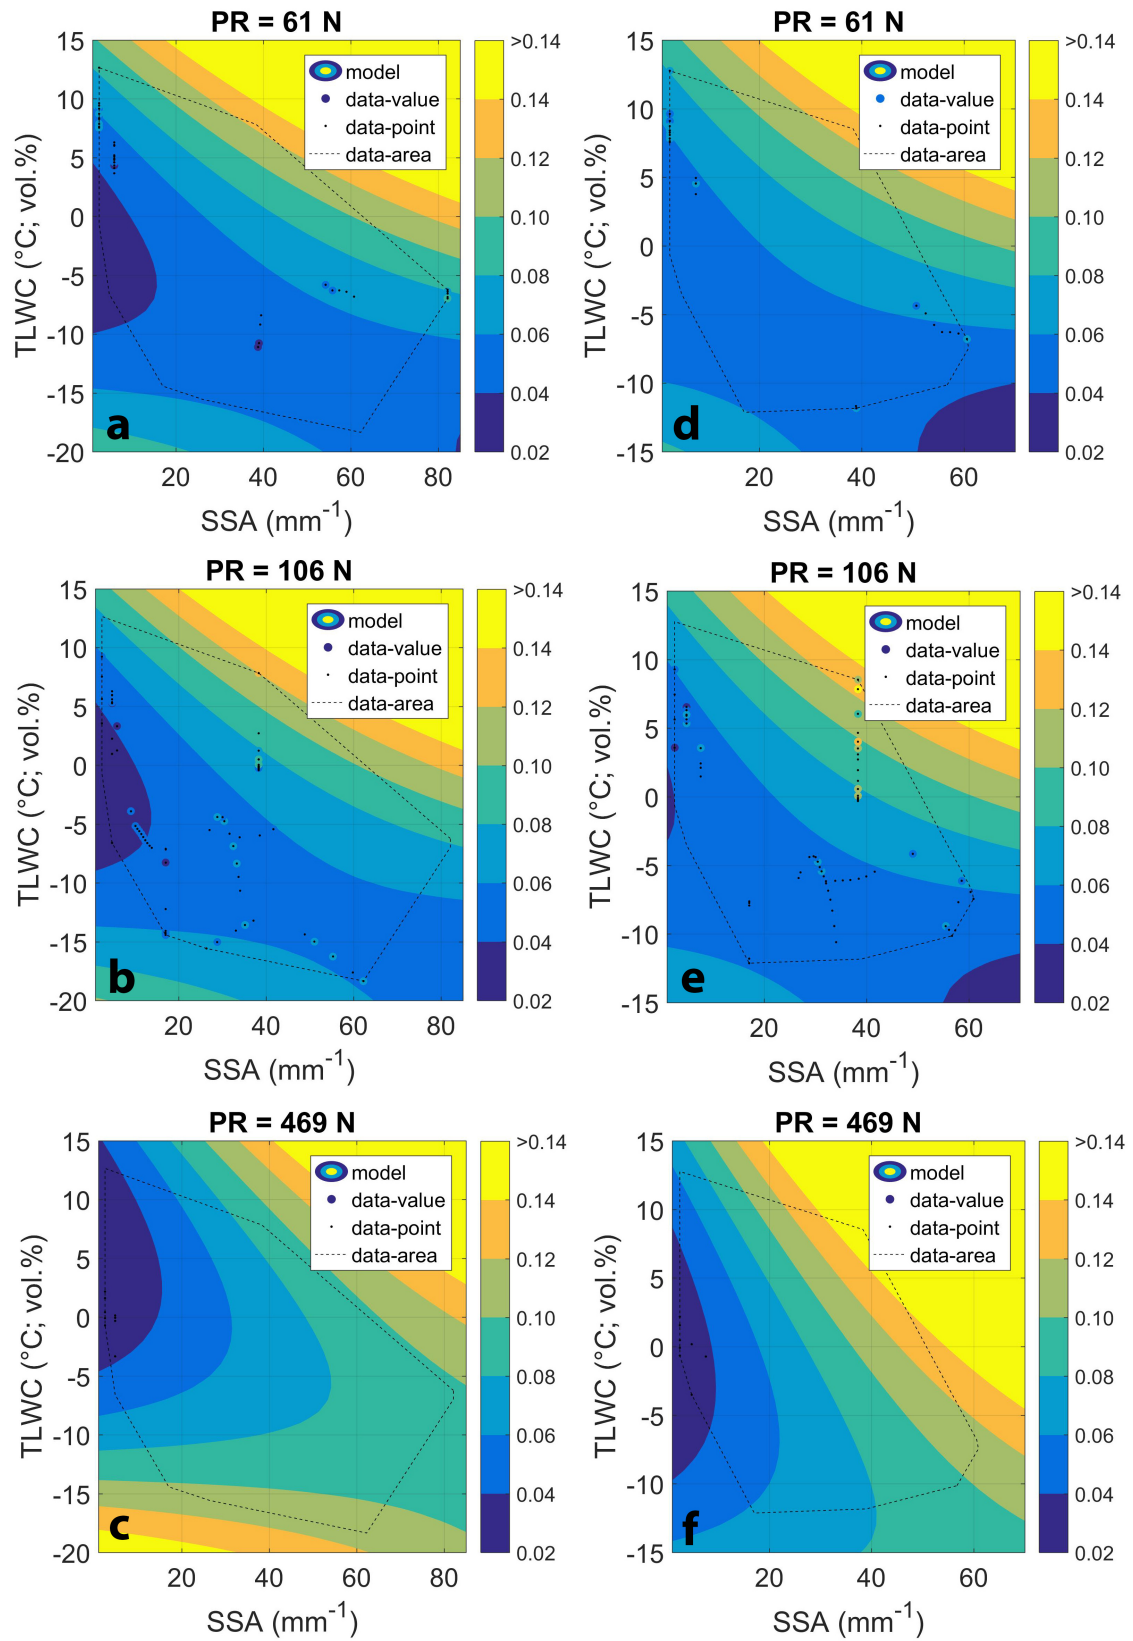 PR = 61 N
15
10
5
0
-5
-10
-15
-20
TLWC (°C; vol.%)
20
40
60
80
SSA (mm-1)
model
data-value
data-point
data-area
a
>0.14
0.14
0.12
0.10
0.08
0.06
0.04
0.02
PR = 61 N
15
10
5
0
-5
-10
-15
TLWC (°C; vol.%)
20
40
60
SSA (mm-1)
model
data-value
data-point
data-area
d
>0.14
0.14
0.12
0.10
0.08
0.06
0.04
0.02
PR = 106 N
15
10
5
0
-5
-10
-15
-20
TLWC (°C; vol.%)
20
40
60
80
SSA (mm-1)
model
data-value
data-point
data-area
b
>0.14
0.14
0.12
0.10
0.08
0.06
0.04
0.02
PR = 106 N
15
10
5
0
-5
-10
-15
TLWC (°C; vol.%)
20
40
60
SSA (mm-1)
model
data-value
data-point
data-area
e
>0.14
0.14
0.12
0.10
0.08
0.06
0.04
0.02
PR = 469 N
15
10
5
0
-5
-10
-15
-20
TLWC (°C; vol.%)
20
40
60
80
SSA (mm-1)
model
data-value
data-point
data-area
c
>0.14
0.14
0.12
0.10
0.08
0.06
0.04
0.02
PR = 469 N
15
10
5
0
-5
-10
-15
TLWC (°C; vol.%)
20
40
60
SSA (mm-1)
model
data-value
data-point
data-area
f
>0.14
0.14
0.12
0.10
0.08
0.06
0.04
0.02